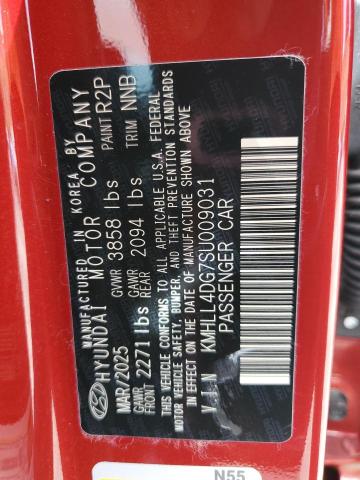 MANUFACTURED IN KOREA BY
HYUNDAI MOTOR COMPANY
MAR/2025 GVWR 3858 lbs PAINT R2P
GAWR FRONT 2271 lbs GAWR REAR 2094 lbs TRIM NNB
THIS VEHICLE CONFORMS TO ALL APPLICABLE U.S.A. FEDERAL
MOTOR VEHICLE SAFETY, BUMPER, AND THEFT PREVENTION STANDARDS
IN EFFECT ON THE DATE OF MANUFACTURE SHOWN ABOVE
V.I.N KMHLL4DG7SU009031
PASSENGER CAR
N55